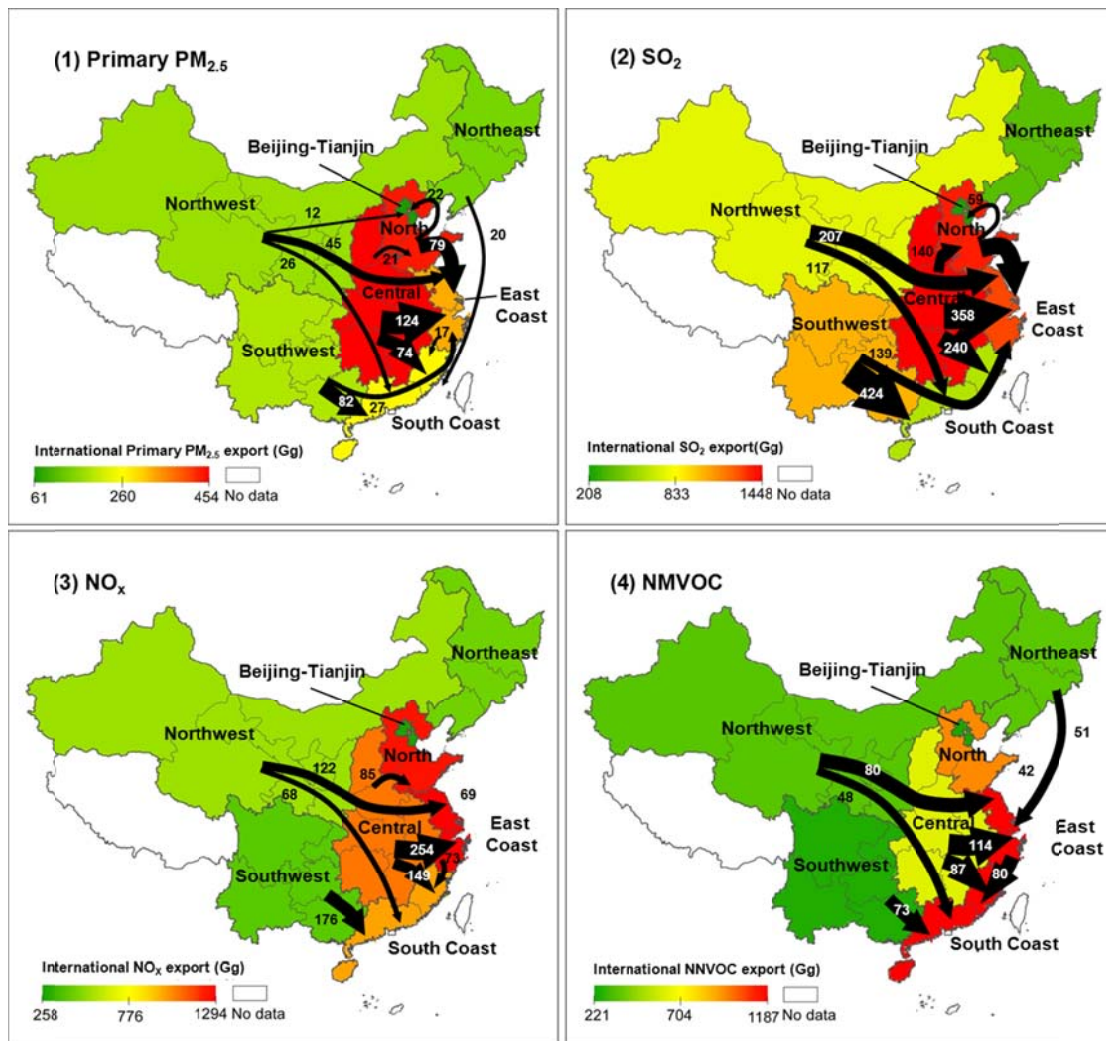 (1) Primary PM2.5
Northeast
Beijing-Tianjin
Northwest
22
12
North
20
45
79
26
21
Central
East
Coast
124
17
Southwest
74
82
27
South Coast
International Primary PM2.5 export (Gg)
61
260
454
No data
(2) SO2
Northeast
Beijing-Tianjin
59
Northwest
North
207
140
117
Central
East
Coast
358
Southwest
139
240
424
South Coast
International SO2 export(Gg)
208
833
1448
No data
(3) NOx
Northeast
Beijing-Tianjin
Northwest
North
122
85
68
69
Central
East
Coast
254
73
Southwest
149
176
South Coast
International NOx export (Gg)
258
776
1294
No data
(4) NMVOC
Northeast
Beijing-Tianjin
51
Northwest
North
80
42
48
Central
East
Coast
114
Southwest
87
80
73
South Coast
International NNVOC export (Gg)
221
704
1187
No data